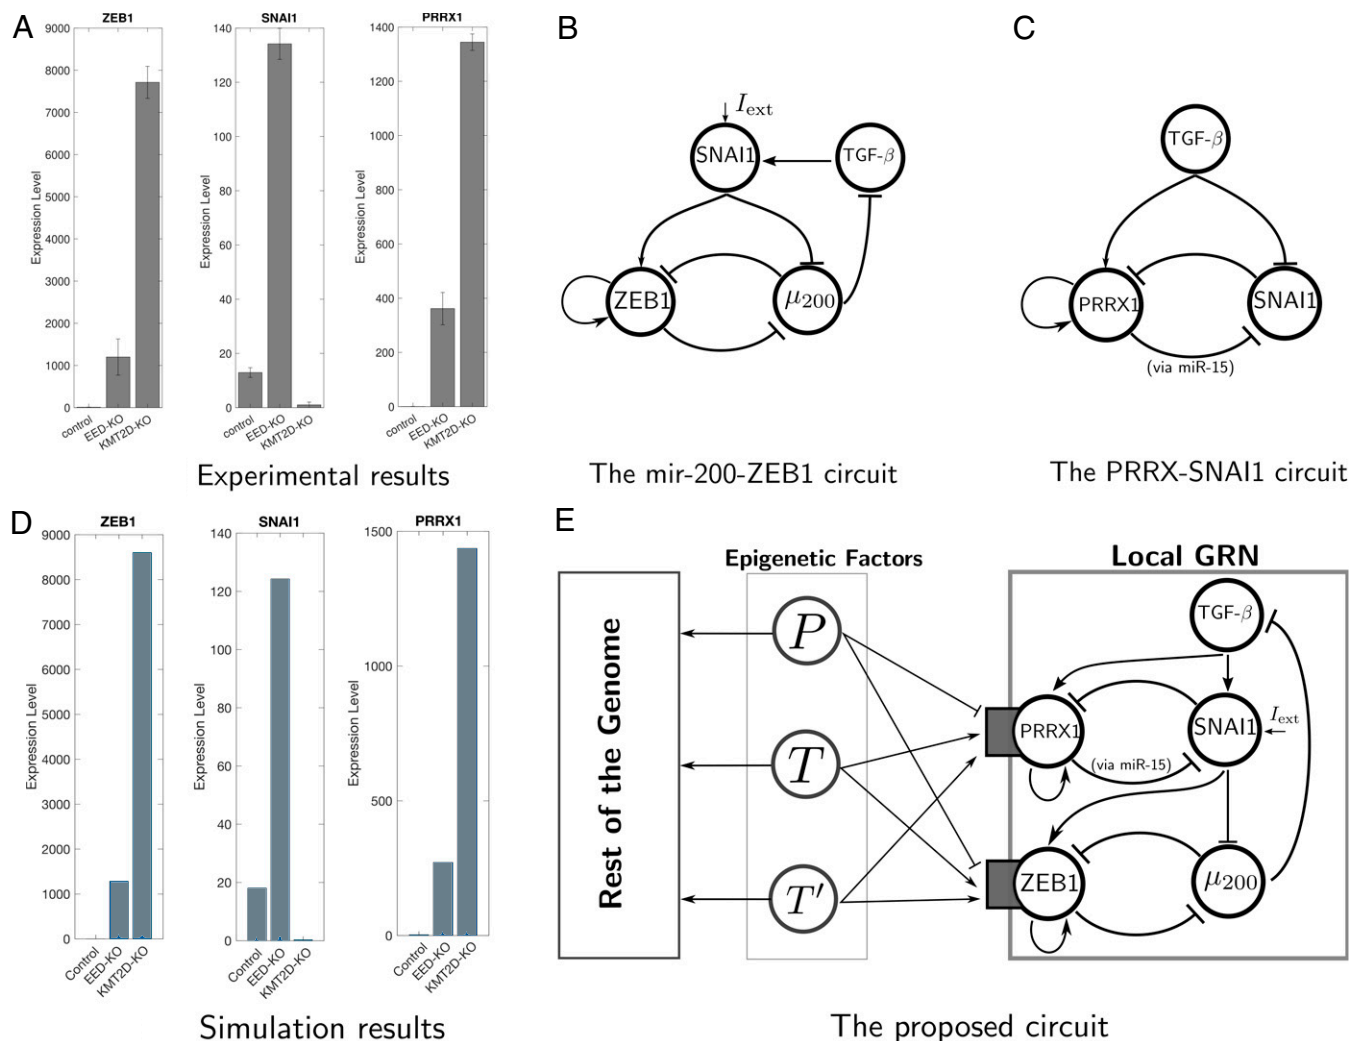 A
ZEB1
9000
8000
7000
6000
5000
4000
3000
2000
1000
0
Expression Level
control
EED-KO
KMT2D-KO
SNAI1
140
120
100
80
60
40
20
0
Expression Level
control
EED-KO
KMT2D-KO
PRRX1
1400
1200
1000
800
600
400
200
0
Expression Level
control
EED-KO
KMT2D-KO
Experimental results
B
I_ext
SNAI1
TGF-β
ZEB1
μ200
The mir-200-ZEB1 circuit
C
TGF-β
PRRX1
SNAI1
(via miR-15)
The PRRX-SNAI1 circuit
D
ZEB1
9000
8000
7000
6000
5000
4000
3000
2000
1000
0
Expression Level
Control
EED-KO
KMT2D-KO
SNAI1
140
120
100
80
60
40
20
0
Expression Level
Control
EED-KO
KMT2D-KO
PRRX1
1500
1000
500
0
Expression Level
Control
EED-KO
KMT2D-KO
Simulation results
E
Rest of the Genome
Epigenetic Factors
P
T
T′
Local GRN
TGF-β
PRRX1
SNAI1
I_ext
(via miR-15)
ZEB1
μ200
The proposed circuit